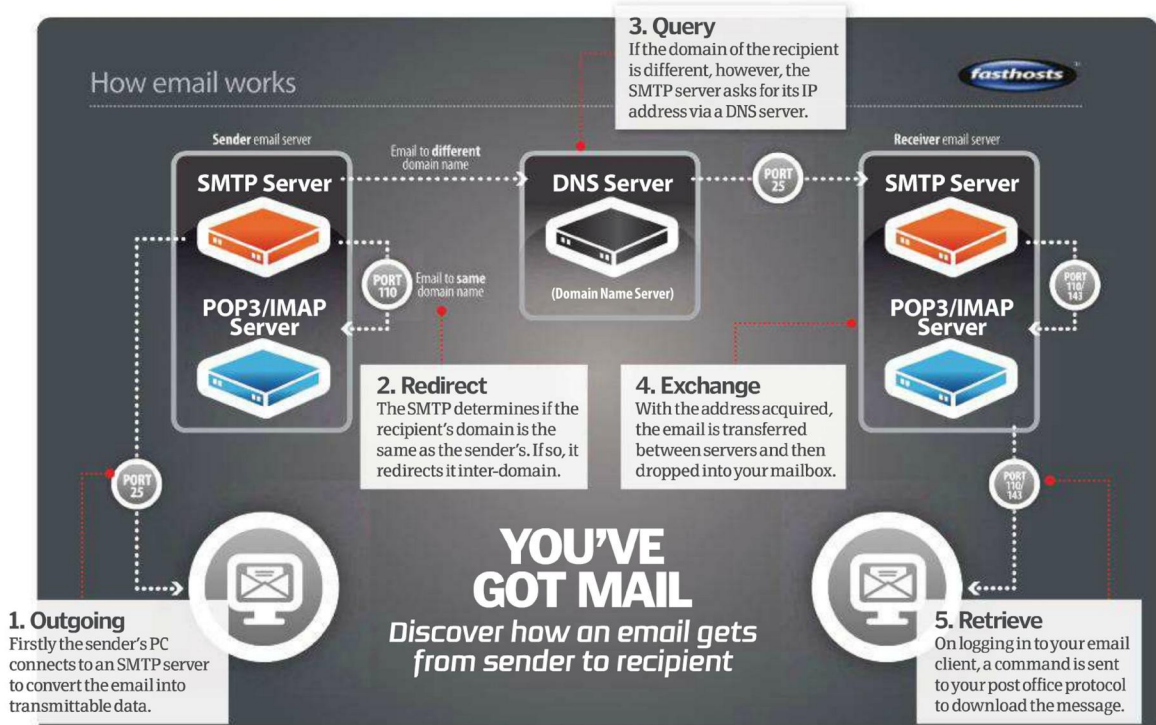 How email works
fasthosts
3. Query
If the domain of the recipient
is different, however, the
SMTP server asks for its IP
address via a DNS server.
Sender email server
SMTP Server
POP3/IMAP
Server
Email to different
domain name
PORT
110
Email to same
domain name
DNS Server
(Domain Name Server)
PORT
25
Receiver email server
SMTP Server
POP3/IMAP
Server
PORT
110/
143
2. Redirect
The SMTP determines if the
recipient's domain is the
same as the sender's. If so, it
redirects it inter-domain.
4. Exchange
With the address acquired,
the email is transferred
between servers and then
dropped into your mailbox.
PORT
25
PORT
110/
143
YOU'VE
GOT MAIL
Discover how an email gets
from sender to recipient
1. Outgoing
Firstly the sender's PC
connects to an SMTP server
to convert the email into
transmittable data.
5. Retrieve
On logging in to your email
client, a command is sent
to your post office protocol
to download the message.